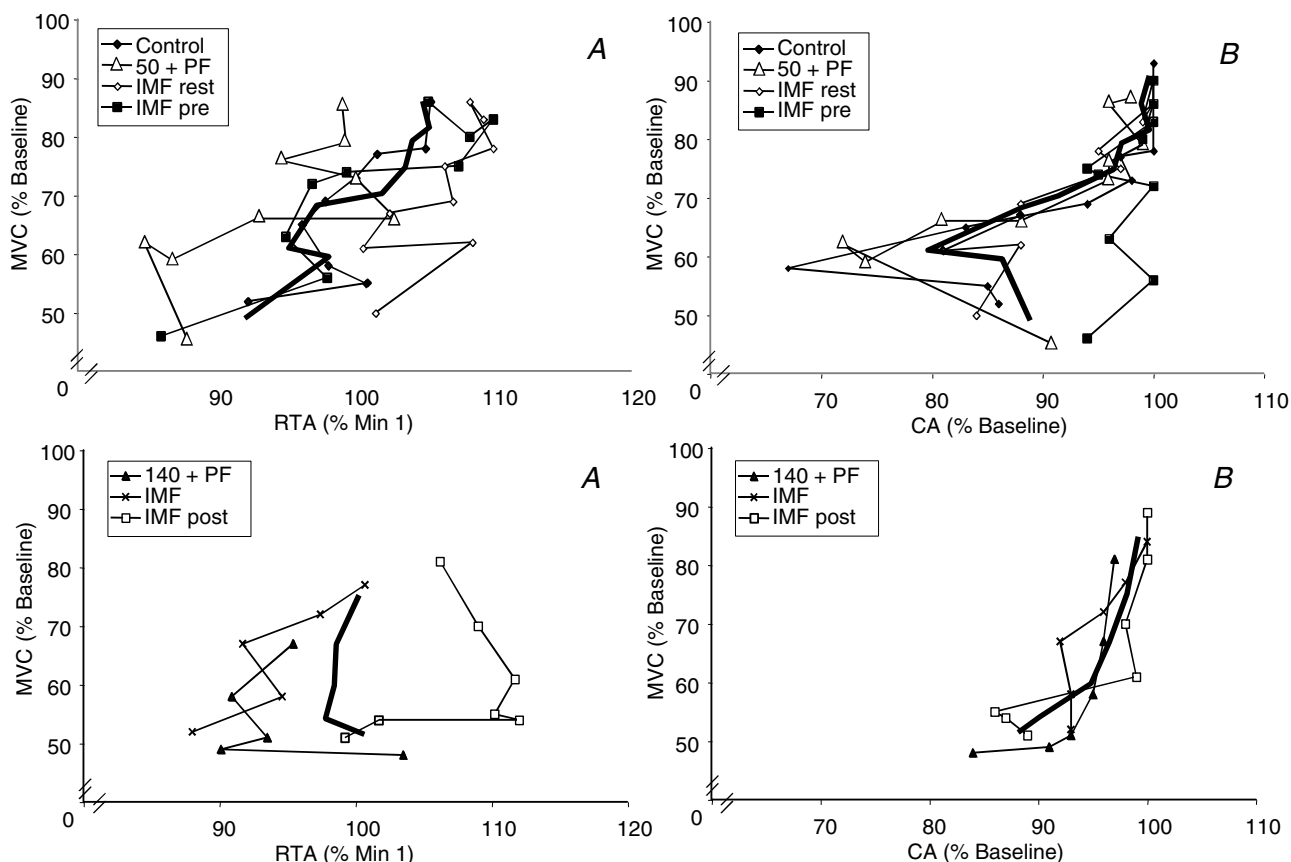 A
Control
50 + PF
IMF rest
IMF pre
MVC (% Baseline)
100
90
80
70
60
50
0
90
100
110
120
RTA (% Min 1)
B
Control
50 + PF
IMF rest
IMF pre
MVC (% Baseline)
100
90
80
70
60
50
0
70
80
90
100
110
CA (% Baseline)
A
140 + PF
IMF
IMF post
MVC (% Baseline)
100
90
80
70
60
50
0
90
100
110
120
RTA (% Min 1)
B
140 + PF
IMF
IMF post
MVC (% Baseline)
100
90
80
70
60
50
0
70
80
90
100
110
CA (% Baseline)